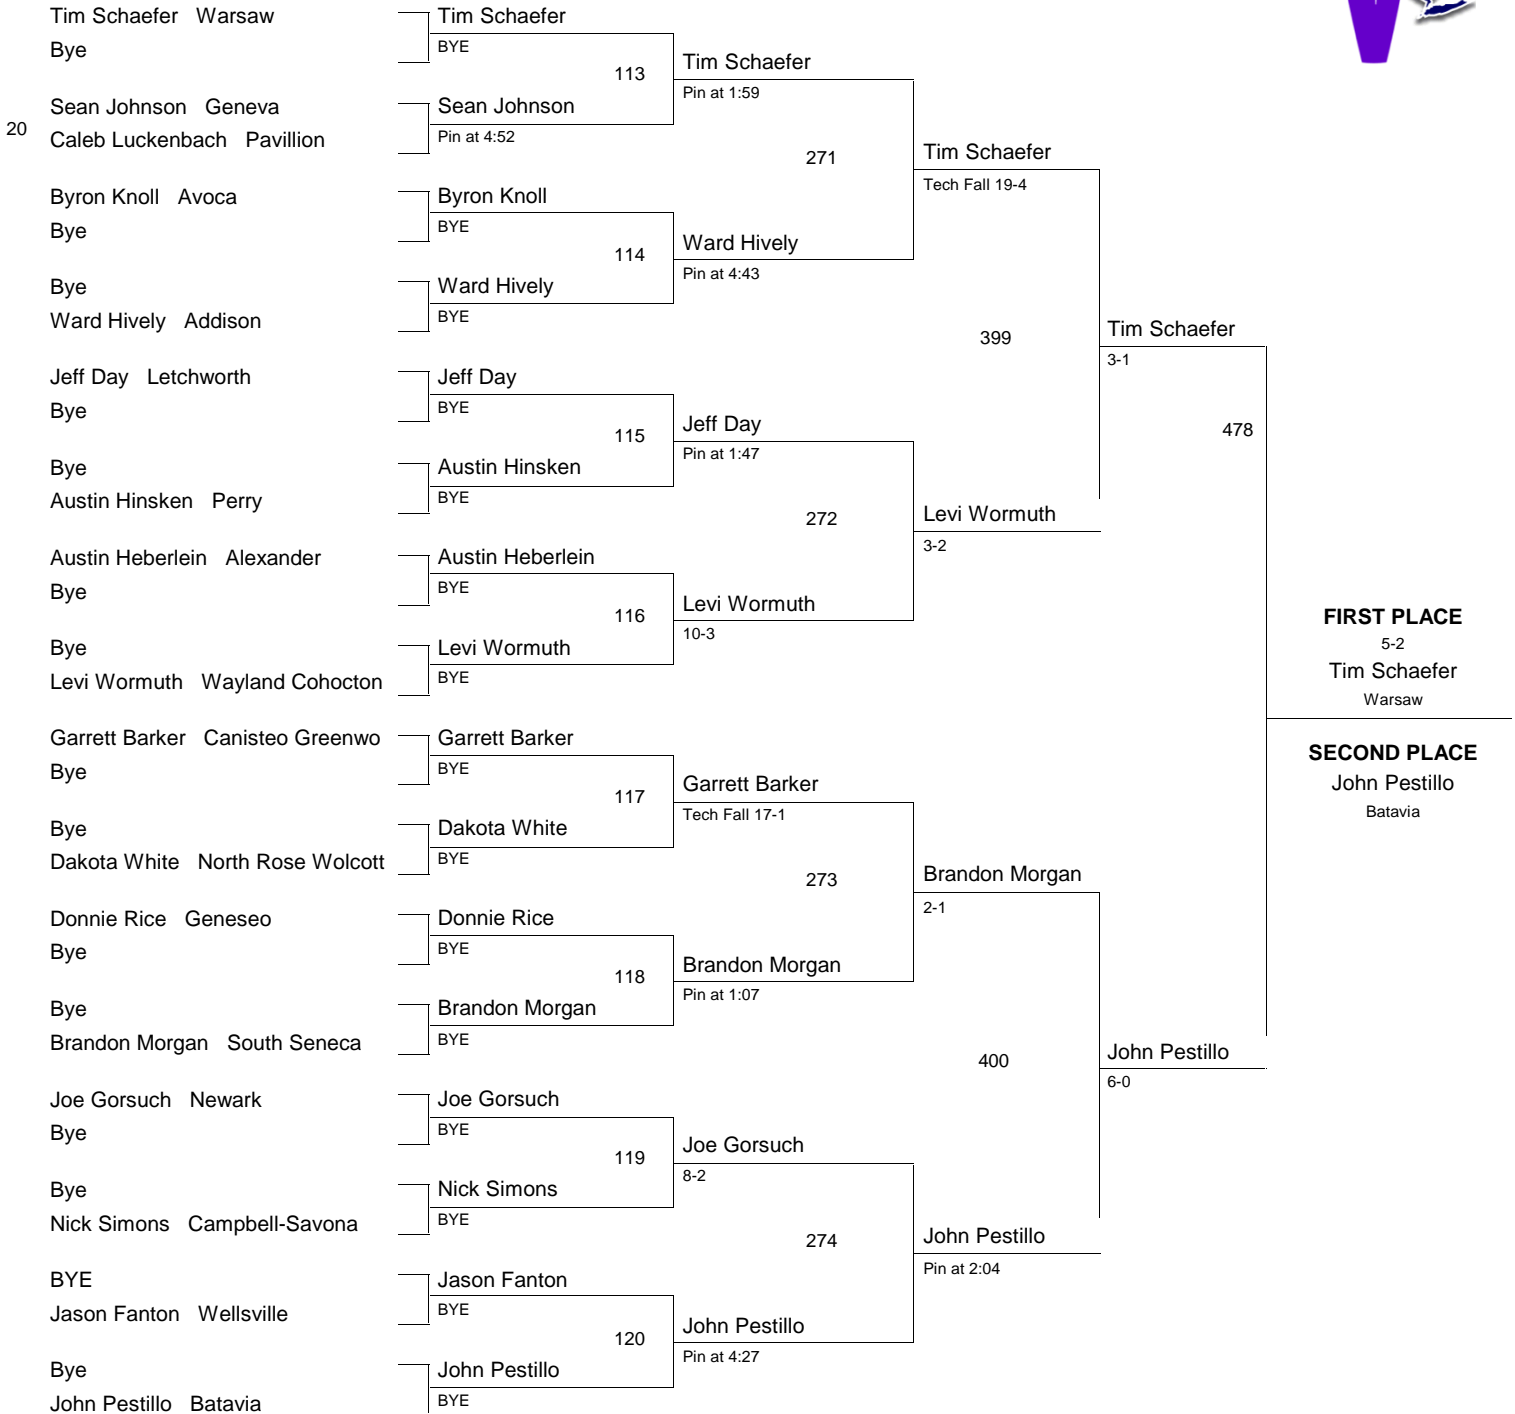 Tim Schaefer Warsaw
Bye
20
Sean Johnson Geneva
Caleb Luckenbach Pavillion
Byron Knoll Avoca
Bye
Bye
Ward Hively Addison
Jeff Day Letchworth
Bye
Bye
Austin Hinsken Perry
Austin Heberlein Alexander
Bye
Bye
Levi Wormuth Wayland Cohocton
Garrett Barker Canisteo Greenwo
Bye
Bye
Dakota White North Rose Wolcott
Donnie Rice Geneseo
Bye
Bye
Brandon Morgan South Seneca
Joe Gorsuch Newark
Bye
Bye
Nick Simons Campbell-Savona
BYE
Jason Fanton Wellsville
Bye
John Pestillo Batavia
Tim Schaefer
BYE
113
Sean Johnson
Pin at 4:52
Byron Knoll
BYE
114
Ward Hively
BYE
Jeff Day
BYE
115
Austin Hinsken
BYE
Austin Heberlein
BYE
116
Levi Wormuth
BYE
Garrett Barker
BYE
117
Dakota White
BYE
Donnie Rice
BYE
118
Brandon Morgan
BYE
Joe Gorsuch
BYE
119
Nick Simons
BYE
Jason Fanton
BYE
120
John Pestillo
BYE
Tim Schaefer
Pin at 1:59
271
Ward Hively
Pin at 4:43
Jeff Day
Pin at 1:47
272
Levi Wormuth
10-3
Garrett Barker
Tech Fall 17-1
273
Brandon Morgan
Pin at 1:07
Joe Gorsuch
8-2
274
John Pestillo
Pin at 4:27
Tim Schaefer
Tech Fall 19-4
399
Levi Wormuth
3-2
Brandon Morgan
2-1
400
John Pestillo
Pin at 2:04
Tim Schaefer
3-1
478
John Pestillo
6-0
FIRST PLACE
5-2
Tim Schaefer
Warsaw
SECOND PLACE
John Pestillo
Batavia